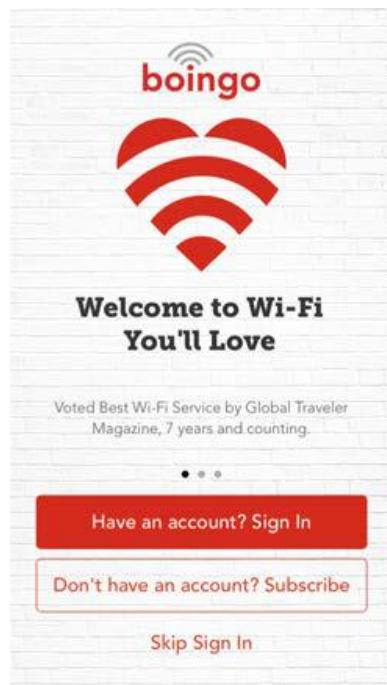 boingo
Welcome to Wi-Fi
You'll Love
Voted Best Wi-Fi Service by Global Traveler
Magazine, 7 years and counting.
Have an account? Sign In
Don't have an account? Subscribe
Skip Sign In